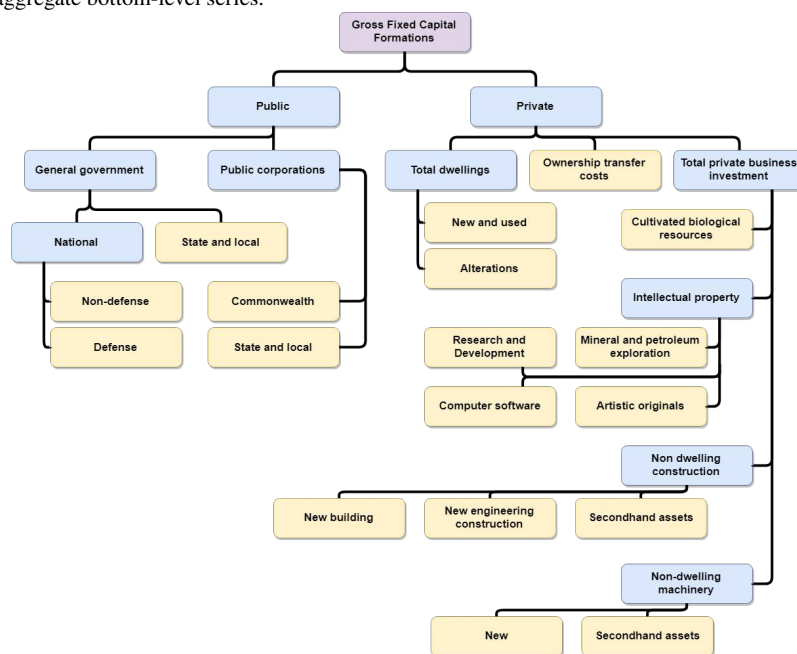 aggregate bottom-level series.
Gross Fixed Capital
Formations
Public
Private
General government
Public corporations
Total dwellings
Ownership transfer
costs
Total private business
investment
New and used
Cultivated biological
resources
National
State and local
Alterations
Intellectual property
Non-defense
Commonwealth
Defense
State and local
Research and
Development
Mineral and petroleum
exploration
Computer software
Artistic originals
Non dwelling
construction
New building
New engineering
construction
Secondhand assets
Non-dwelling
machinery
New
Secondhand assets